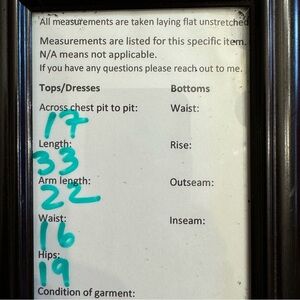 All measurements are taken laying flat unstretched
Measurements are listed for this specific item.
N/A means not applicable.
If you have any questions please reach out to me.
Tops/Dresses Bottoms
Across chest pit to pit: Waist:
17
Length: Rise:
33
Arm length: Outseam:
22
Waist: Inseam:
16
Hips:
19
Condition of garment: